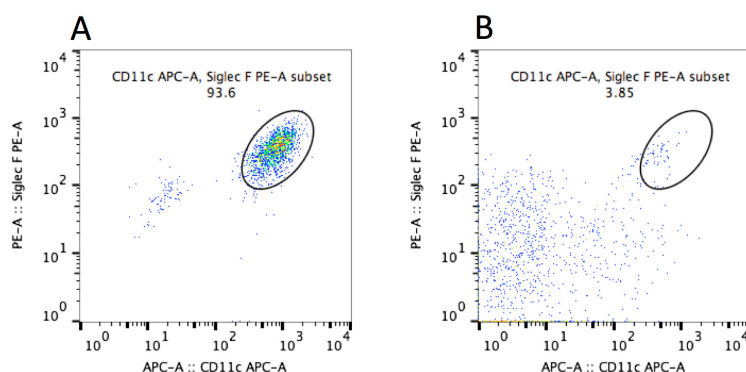 A
B
CD11c APC-A, Siglec F PE-A subset
93.6
PE-A :: Siglec F PE-A
10^4
10^3
10^2
10^1
10^0
10^0 10^1 10^2 10^3 10^4
APC-A :: CD11c APC-A
CD11c APC-A, Siglec F PE-A subset
3.85
PE-A :: Siglec F PE-A
10^4
10^3
10^2
10^1
10^0
10^0 10^1 10^2 10^3 10^4
APC-A :: CD11c APC-A